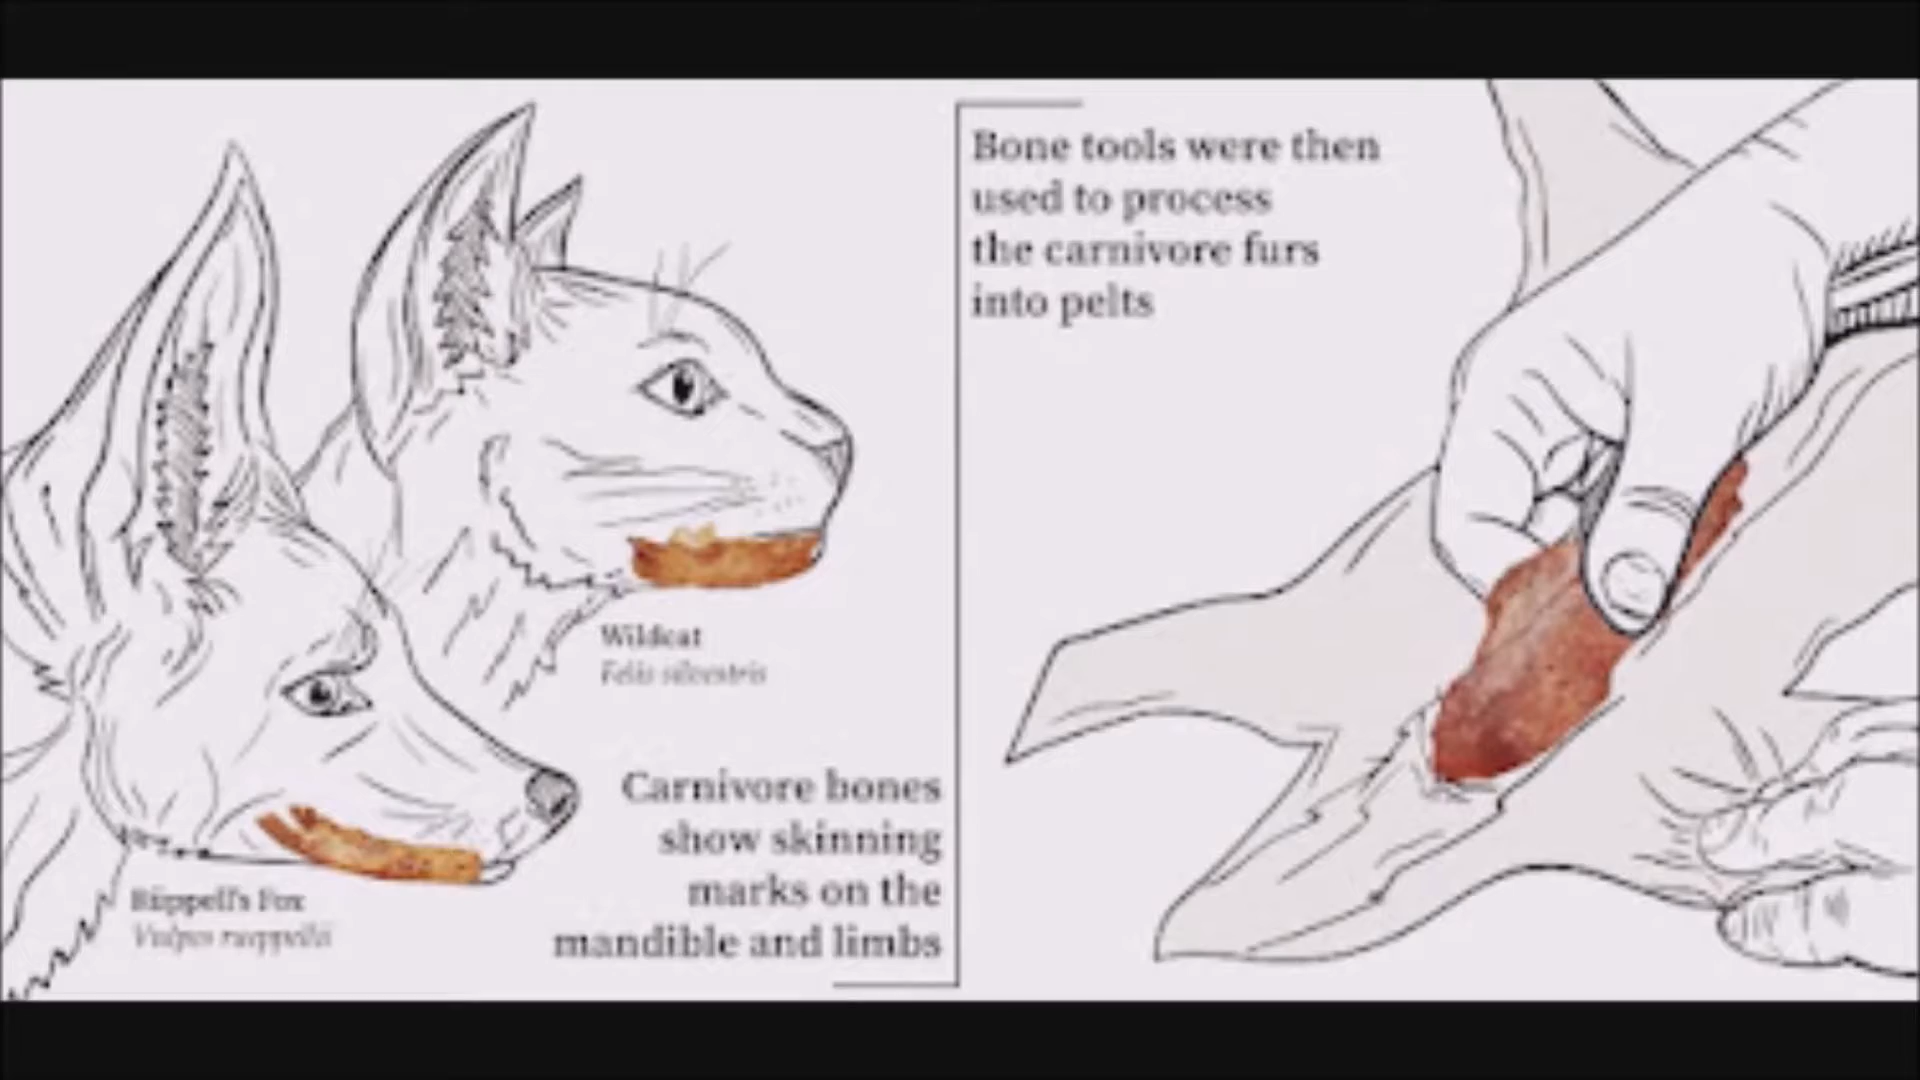 Wildcat
Felis silvestris
Rüppell's Fox
Vulpes rueppellii
Carnivore bones
show skinning
marks on the
mandible and limbs
Bone tools were then
used to process
the carnivore furs
into pelts